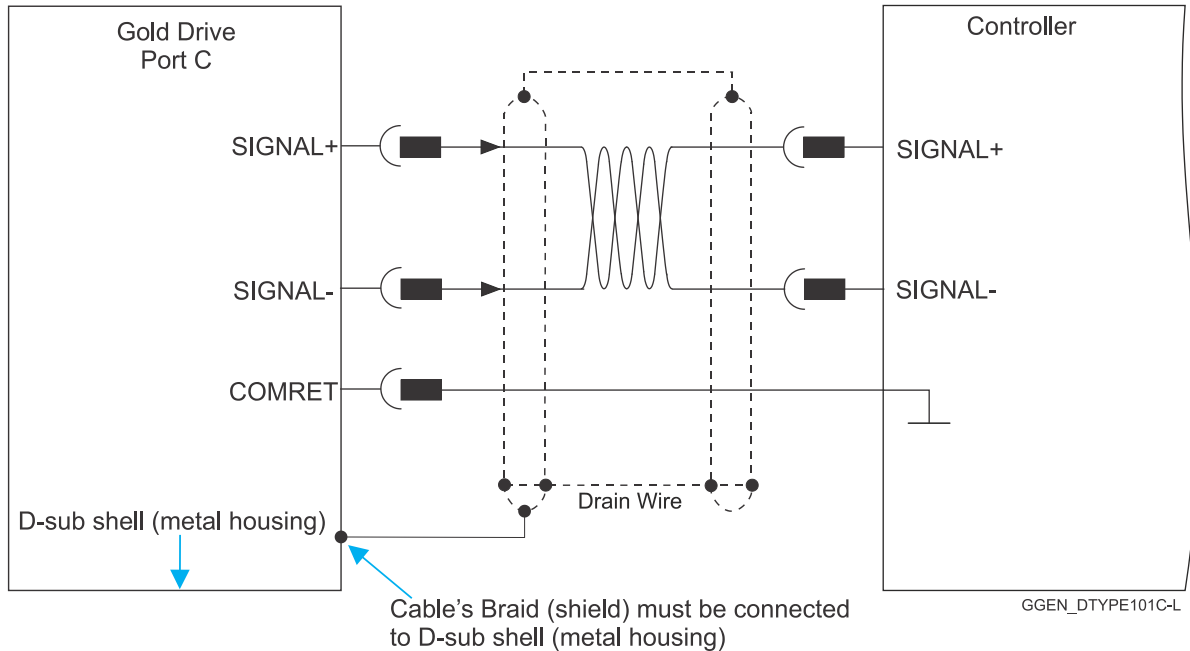 Gold Drive
Port C
Controller
SIGNAL+
SIGNAL+
SIGNAL-
SIGNAL-
COMRET
Drain Wire
D-sub shell (metal housing)
Cable's Braid (shield) must be connected
to D-sub shell (metal housing)
GGEN_DTYPE101C-L